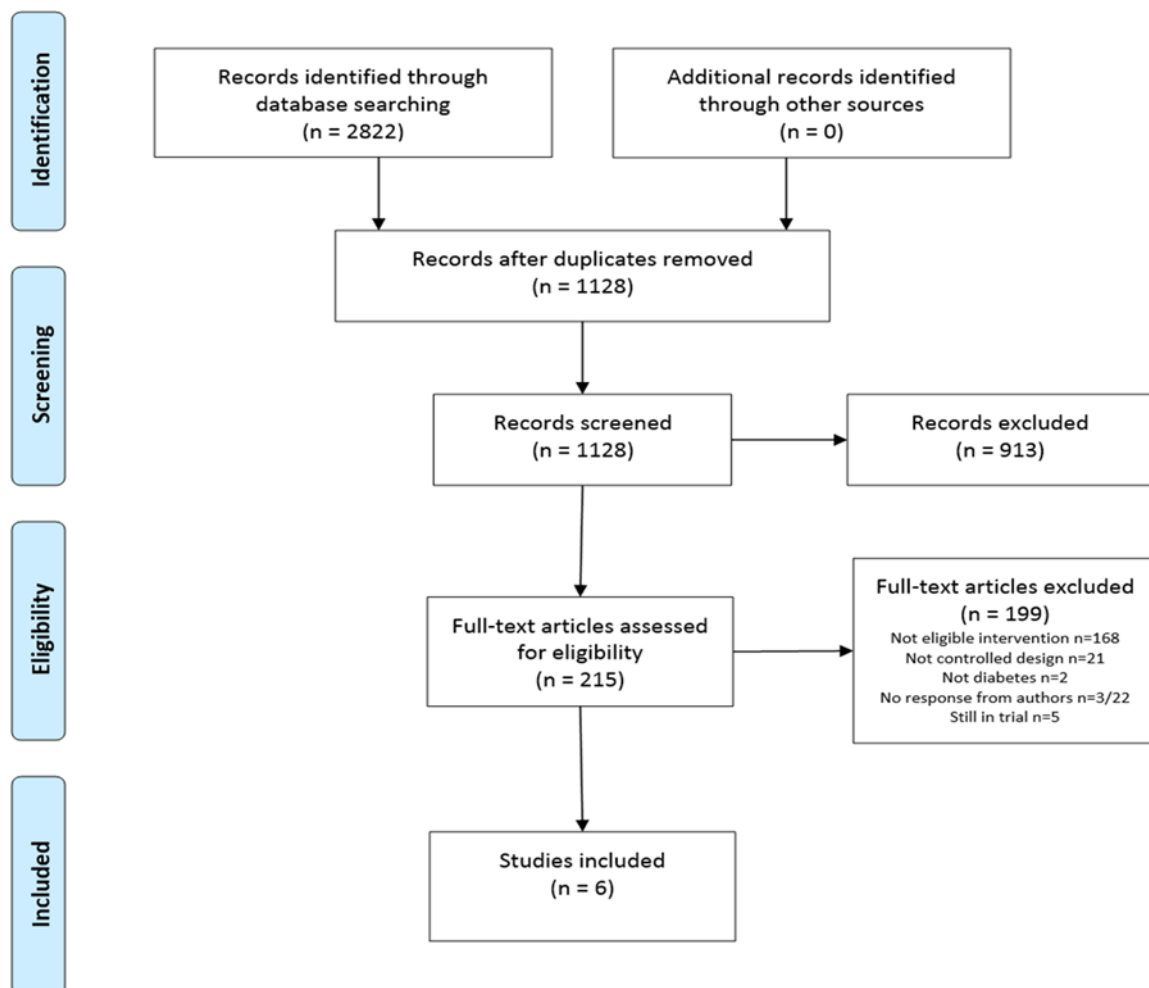 Identification
Records identified through
database searching
(n = 2822)
Additional records identified
through other sources
(n = 0)
Records after duplicates removed
(n = 1128)
Screening
Records screened
(n = 1128)
Records excluded
(n = 913)
Eligibility
Full-text articles assessed
for eligibility
(n = 215)
Full-text articles excluded
(n = 199)
Not eligible intervention n=168
Not controlled design n=21
Not diabetes n=2
No response from authors n=3/22
Still in trial n=5
Included
Studies included
(n = 6)